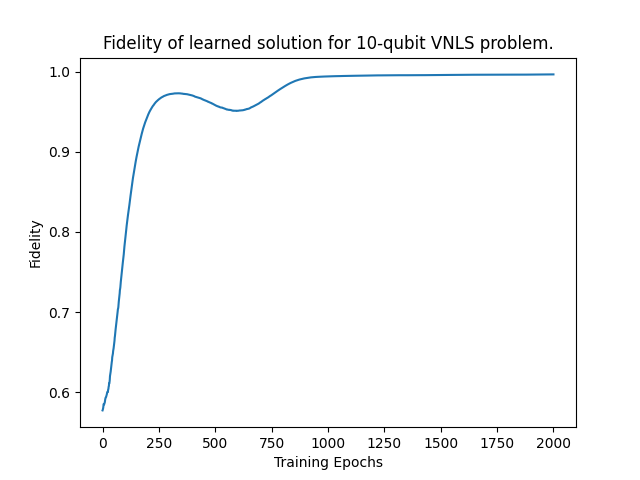 Fidelity of learned solution for 10-qubit VNLS problem.
1.0
0.9
0.8
0.7
0.6
Fidelity
0 250 500 750 1000 1250 1500 1750 2000
Training Epochs